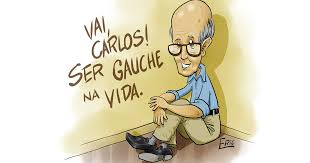 VAI,
CARLOS!
SER GAUCHE
NA VIDA.